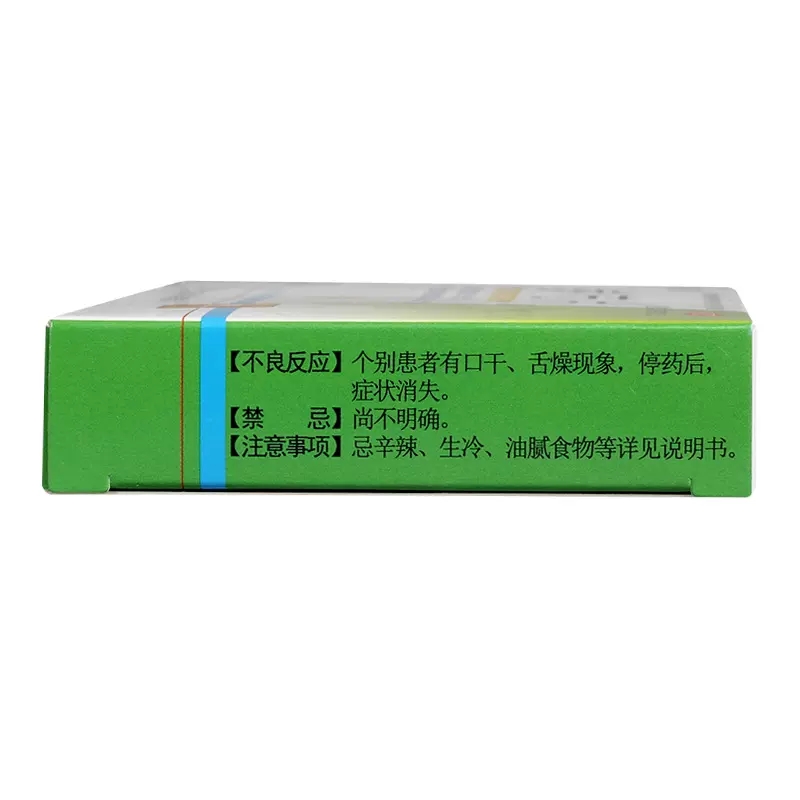 【不良反应】个别患者有口干、舌燥现象，停药后，
症状消失。
【禁 忌】尚不明确。
【注意事项】忌辛辣、生冷、油腻食物等详见说明书。